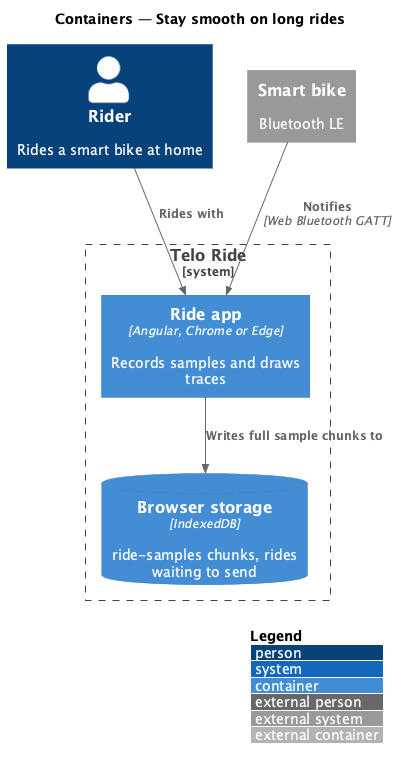 Containers — Stay smooth on long rides
Rider
Rides a smart bike at home
Smart bike
Bluetooth LE
Rides with
Notifies
[Web Bluetooth GATT]
Telo Ride
[system]
Ride app
[Angular, Chrome or Edge]
Records samples and draws
traces
Writes full sample chunks to
Browser storage
[IndexedDB]
ride-samples chunks, rides
waiting to send
Legend
person
system
container
external person
external system
external container